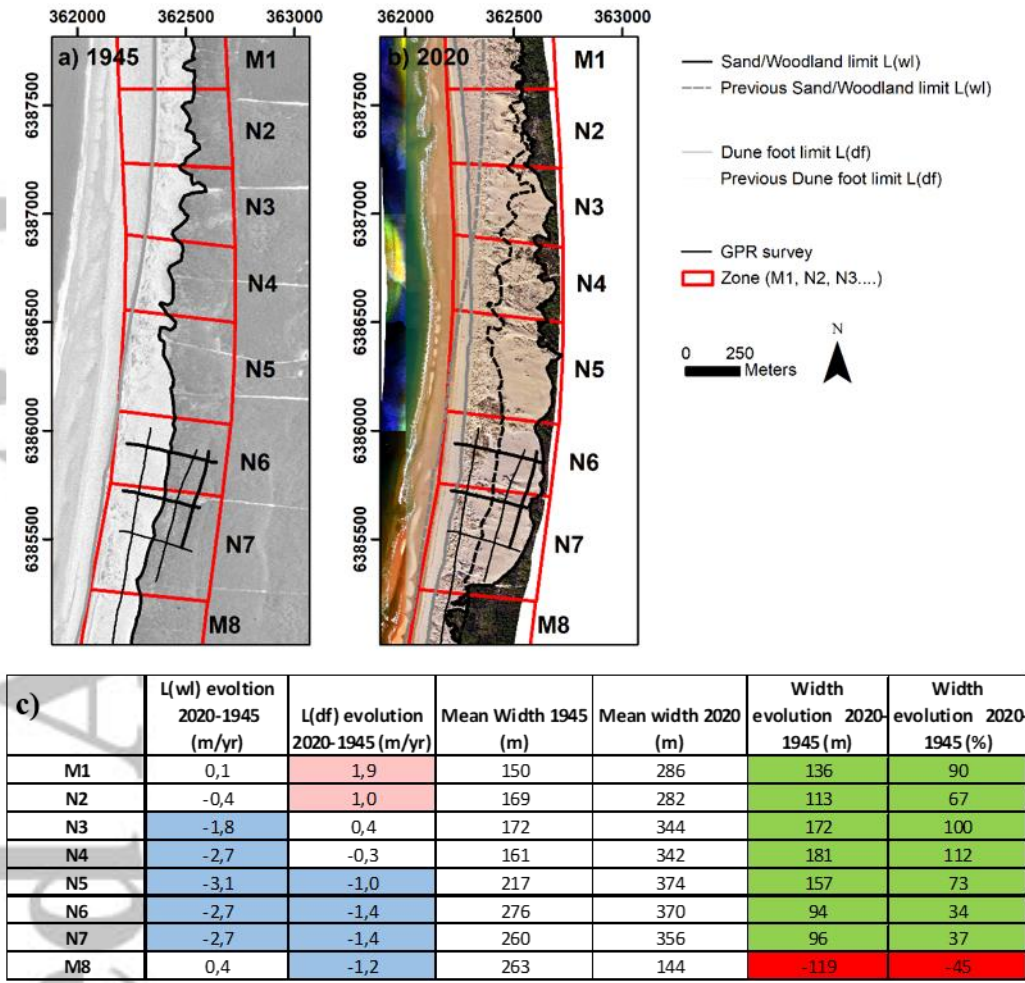 362000 362500 363000
362000 362500 363000
a) 1945
b) 2020
6387500
6387000
6386500
6386000
6385500
M1
N2
N3
N4
N5
N6
N7
M8
6387500
6387000
6386500
6386000
6385500
M1
N2
N3
N4
N5
N6
N7
M8
Sand/Woodland limit L(wl)
Previous Sand/Woodland limit L(wl)
Dune foot limit L(df)
Previous Dune foot limit L(df)
GPR survey
Zone (M1, N2, N3....)
N
0 250
Meters
c)
L(wl) evoltion
2020-1945
(m/yr)
L(df) evolution
2020-1945 (m/yr)
Mean Width 1945
(m)
Mean width 2020
(m)
Width
evolution 2020-
1945 (m)
Width
evolution 2020-
1945 (%)
M1 0,1 1,9 150 286 136 90
N2 -0,4 1,0 169 282 113 67
N3 -1,8 0,4 172 344 172 100
N4 -2,7 -0,3 161 342 181 112
N5 -3,1 -1,0 217 374 157 73
N6 -2,7 -1,4 276 370 94 34
N7 -2,7 -1,4 260 356 96 37
M8 0,4 -1,2 263 144 -119 -45